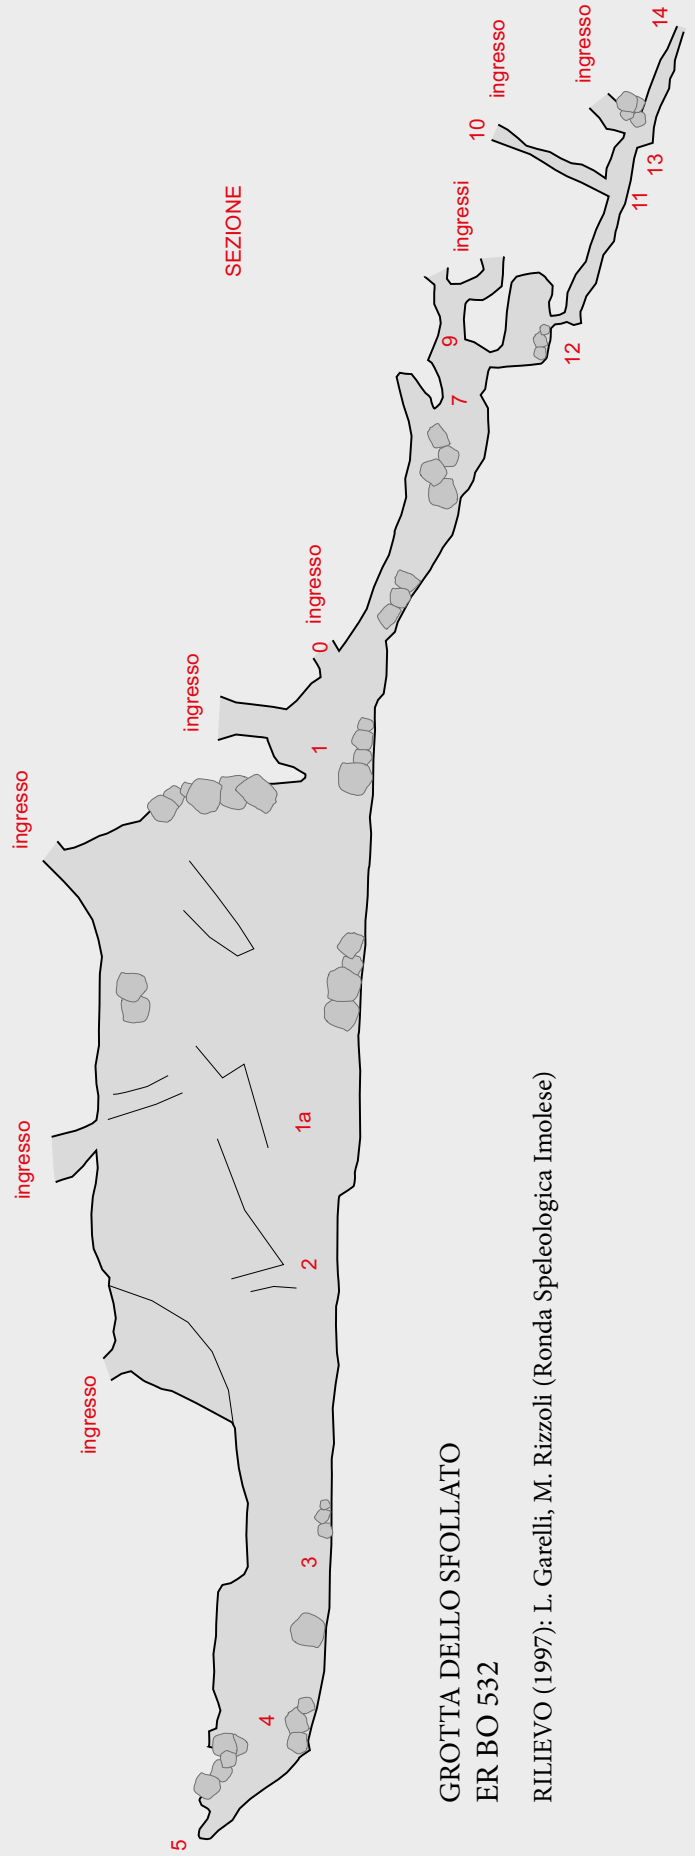 ingresso
ingresso
ingresso
5
ingresso
SEZIONE
4
3
2
1a
1
0
ingresso
7
9
ingressi
10
ingresso
12
ingresso
11
13
14
GROTTA DELLO SFOLLATO
ER BO 532
RILIEVO (1997): L. Garelli, M. Rizzoli (Ronda Speleologica Imolese)